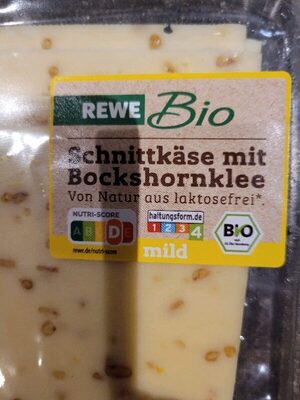 REWE Bio
Schnittkäse mit
Bockshornklee
Von Natur aus laktosefrei*
NUTRI-SCORE
A B C D E
rewe.de/nutri-score
haltungsform.de
1 2 3 4
BIO
mild